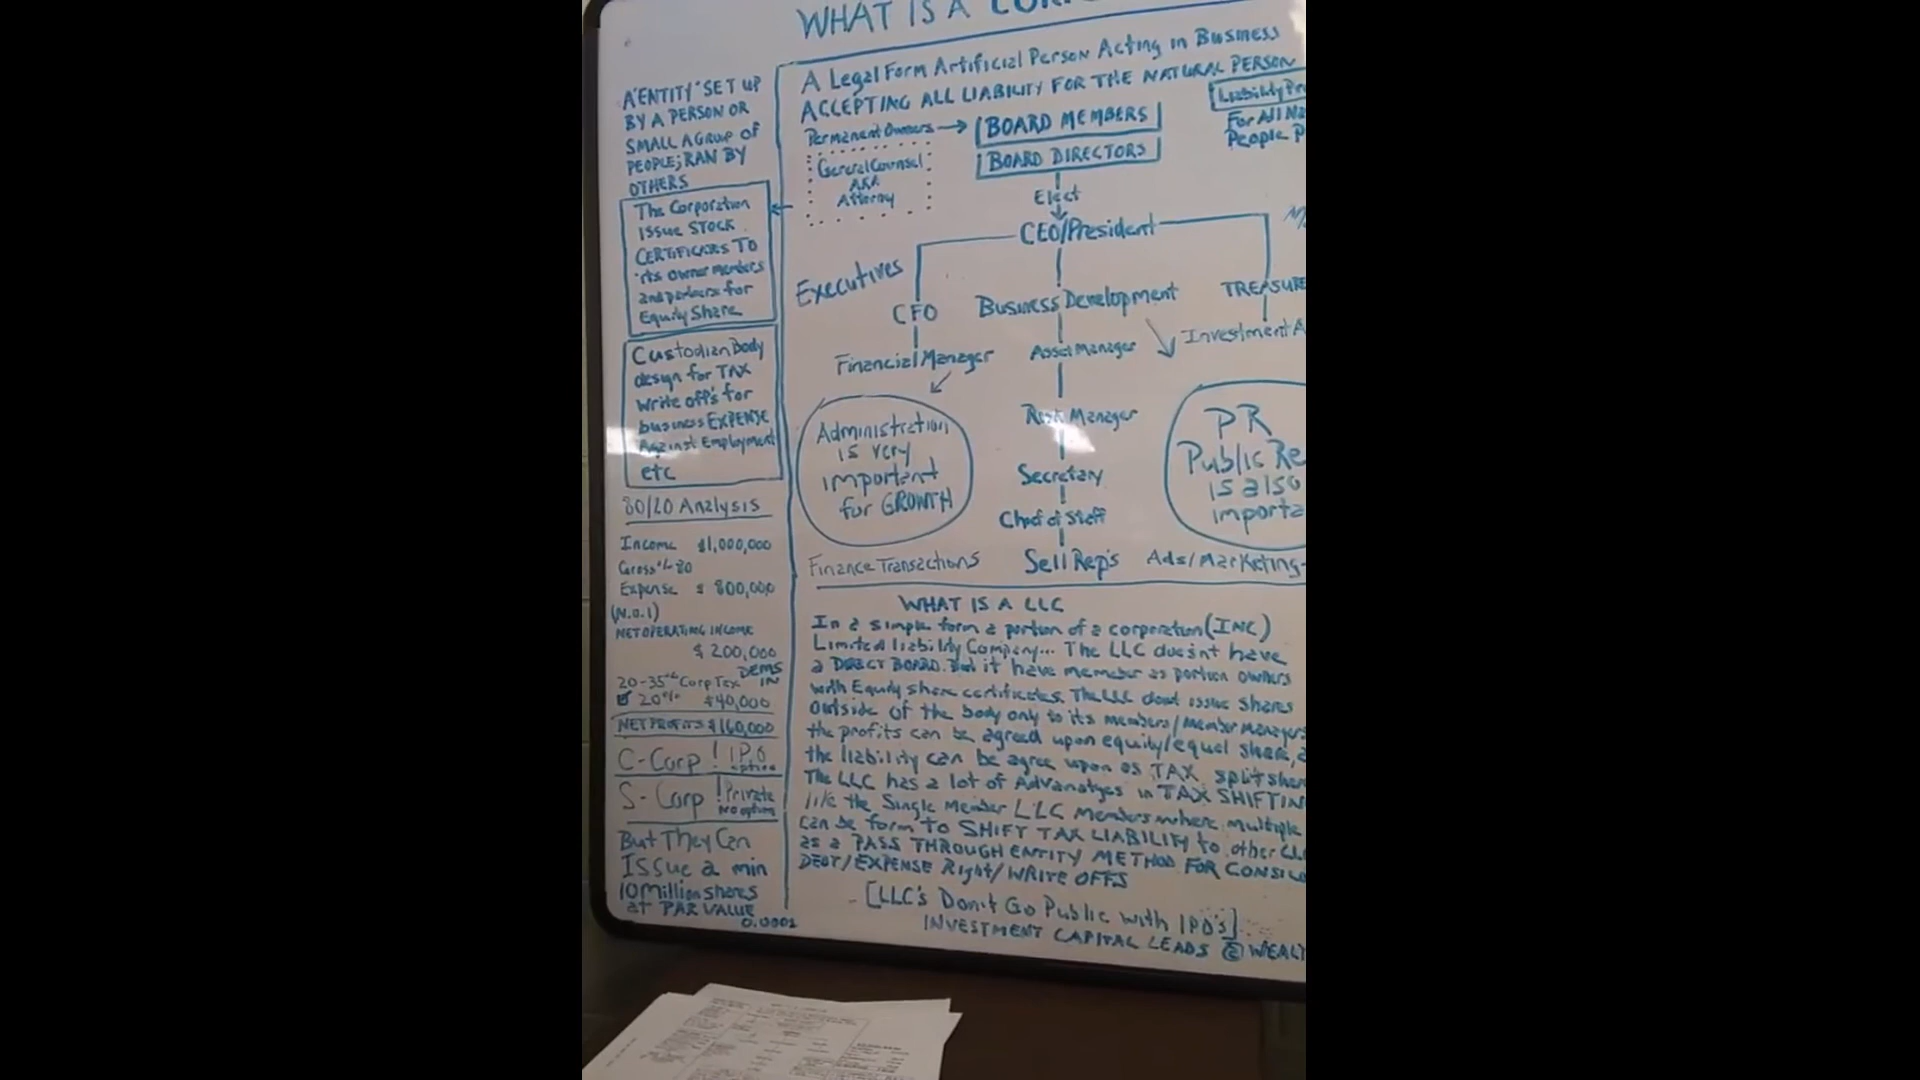 WHAT IS A
A Legal Form Artificial Person Acting in Business
ACCEPTING ALL LIABILITY FOR THE NATURAL PERSON
Liability
For All
People
Permanent Owners
BOARD MEMBERS
BOARD DIRECTORS
General Counsel
AKA
Attorney
Elect
CEO/President
Executives
CFO
Business Development
Financial Manager
Asset Manager
Investment
Risk Manager
Secretary
Chief of Staff
Sell Rep's
Administration
is very
important
for GROWTH
PR
Public
is also
Finance Transactions
Ads/Marketing
A "ENTITY" SET UP
BY A PERSON OR
SMALL A GROUP OF
PEOPLE; RAN BY
OTHERS
The Corporation
issue STOCK
TO
its owner members
and partners for
Equity Share
Custodian Body
design for TAX
write off's for
business EXPENSE
Against Employment
etc
80/20 Analysis
Income $1,000,000
Gross % 80
Expense $ 800,000
(N.O.I)
NET OPERATING INCOME
$ 200,000
DEMS
IN
20-35% Corp Tax
20% $40,000
NET PROFITS $160,000
C-Corp ! IPO
option
S-Corp ! Private
no option
But They Can
Issue a min
10 Million shares
at PAR VALUE
0.0001
WHAT IS A LLC
In a simple form a portion of a corporation (INC)
Limited liability Company... The LLC doesn't have
a DIRECT BOARD. But it have member as portion owners
with Equity share certificates. The LLC dont issue shares
outside of the body only to its members/member managers
the profits can be agreed upon equity/equal share,
the liability can be agree upon as TAX split
The LLC has a lot of Advanatges in TAX
like the Single Member LLC Members where multiple
can be form to SHIFT TAX LIABILITY to other
as a PASS THROUGH ENTITY METHOD FOR
DEBT/EXPENSE Right/WRITE OFFS
[LLC's Don't Go Public with IPO's]
INVESTMENT CAPITAL LEADS ©